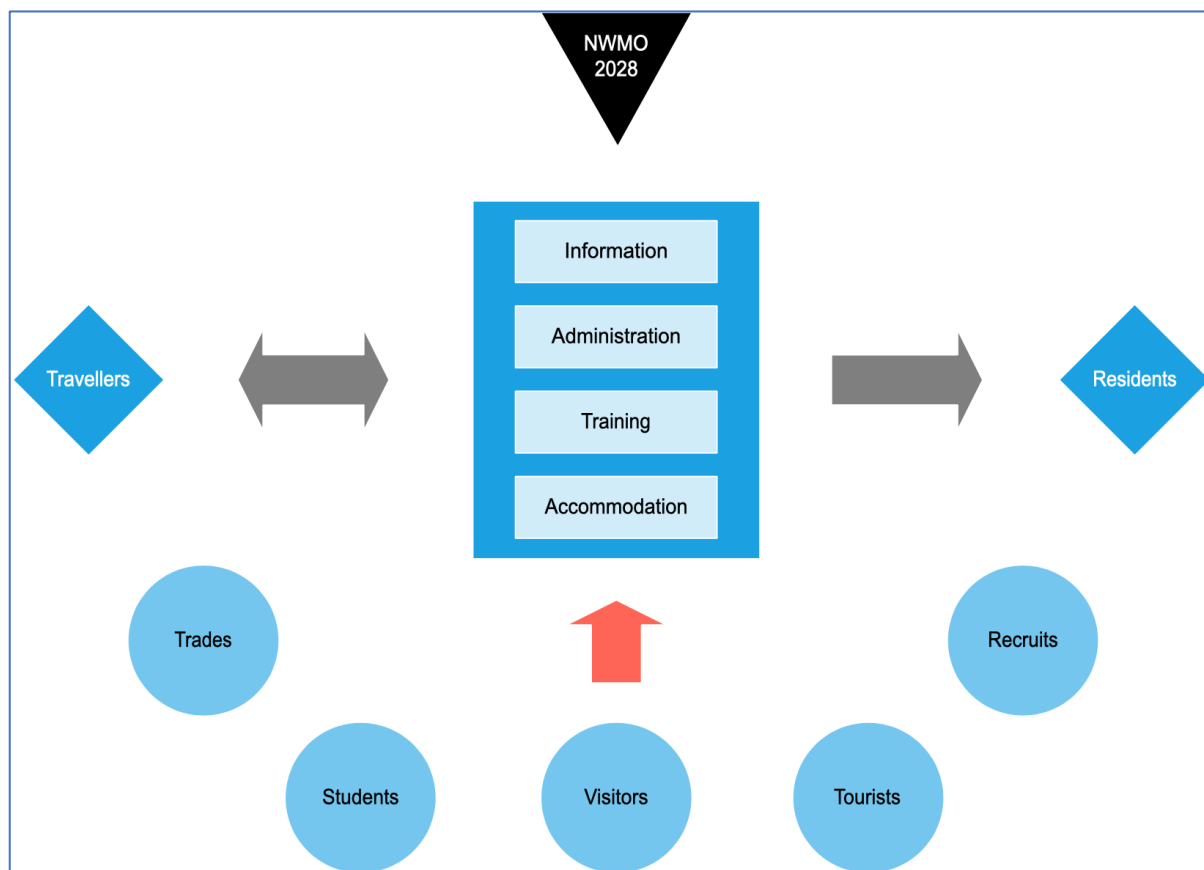 NWMO
2028
Information
Administration
Training
Accommodation
Travellers
Residents
Trades
Recruits
Students
Visitors
Tourists